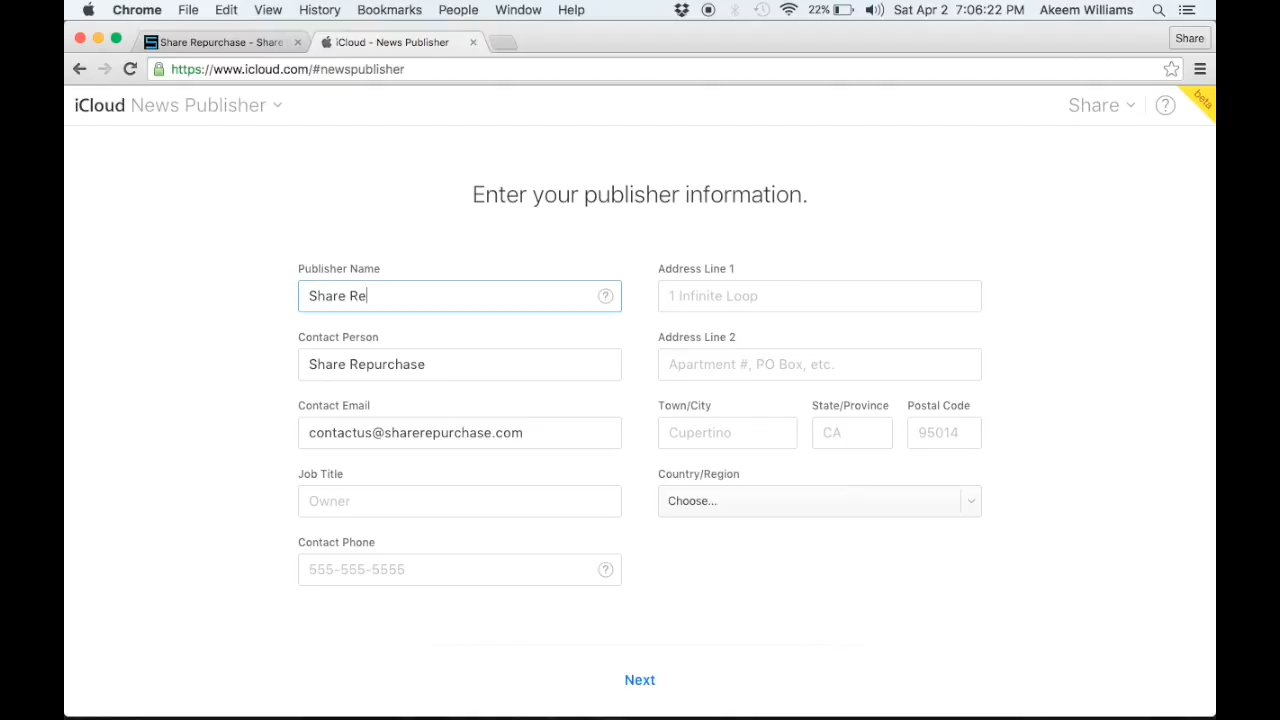 Chrome File Edit View History Bookmarks People Window Help 22% Sat Apr 2 7:06:22 PM Akeem Williams
Share Repurchase - Share iCloud - News Publisher Share
https://www.icloud.com/#newspublisher
iCloud News Publisher Share ? beta
Enter your publisher information.
Publisher Name Address Line 1
Share Re ? 1 Infinite Loop
Contact Person Address Line 2
Share Repurchase Apartment #, PO Box, etc.
Contact Email Town/City State/Province Postal Code
contactus@sharerepurchase.com Cupertino CA 95014
Job Title Country/Region
Owner Choose...
Contact Phone
555-555-5555 ?
Next